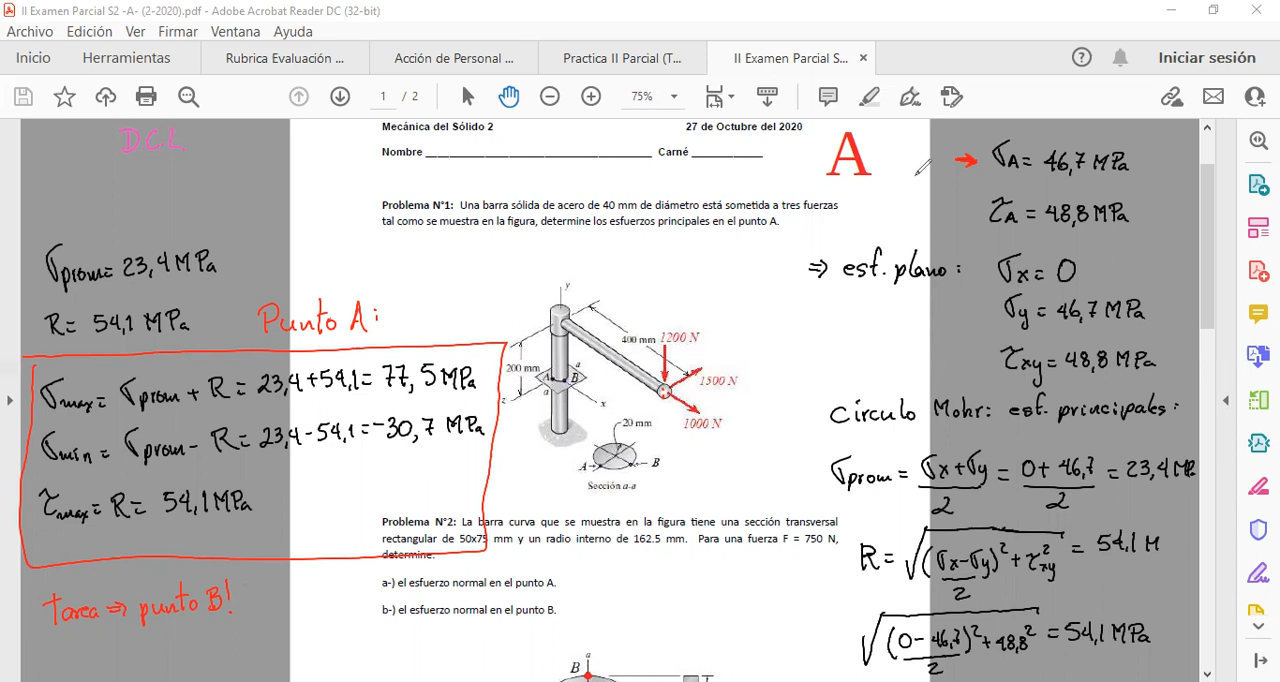 II Examen Parcial S2 -A- (2-2020).pdf - Adobe Acrobat Reader DC (32-bit)
Archivo Edición Ver Firmar Ventana Ayuda
Inicio Herramientas Rubrica Evaluación ... Acción de Personal ... Practica II Parcial (T... II Examen Parcial S... × Iniciar sesión
1 / 2 75%
DCL
Mecánica del Sólido 2 27 de Octubre del 2020
Nombre Carné
A
Problema N°1: Una barra sólida de acero de 40 mm de diámetro está sometida a tres fuerzas
tal como se muestra en la figura, determine los esfuerzos principales en el punto A.
σprom = 23,4 MPa
R = 54,1 MPa
Punto A:
σmax = σprom + R = 23,4+54,1 = 77,5 MPa
σmín = σprom - R = 23,4-54,1 = -30,7 MPa
τmax = R = 54,1 MPa
tarea ⇒ punto B!
y
400 mm 1200 N
200 mm
1500 N
1000 N
a
A B
a
z x
20 mm
A B
Sección a-a
Problema N°2: La barra curva que se muestra en la figura tiene una sección transversal
rectangular de 50x75 mm y un radio interno de 162.5 mm. Para una fuerza F = 750 N,
determine:
a-) el esfuerzo normal en el punto A.
b-) el esfuerzo normal en el punto B.
a
B
→ σA = 46,7 MPa
τA = 48,8 MPa
⇒ esf. plano: σx = 0
σy = 46,7 MPa
τxy = 48,8 MPa
Círculo Mohr: esf. principales:
σprom = (σx + σy)/2 = (0 + 46,7)/2 = 23,4 MPa
R = √((σx-σy)/2)² + τxy² = 54,1 M
√((0-46,7)/2)² + 48,8² = 54,1 MPa